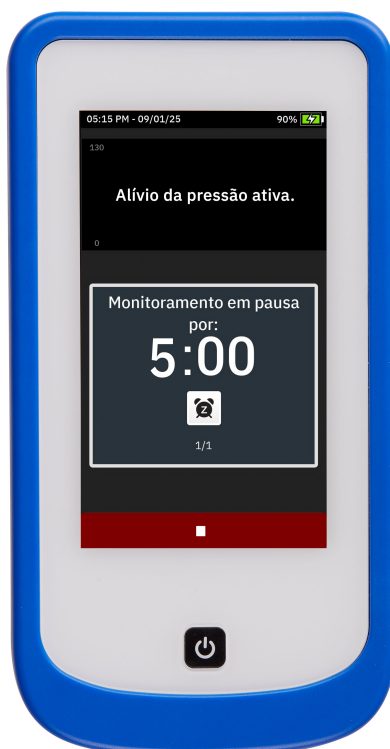 05:15 PM - 09/01/25 90%
130
Alívio da pressão ativa.
0
Monitoramento em pausa
por:
5:00
Z
1/1